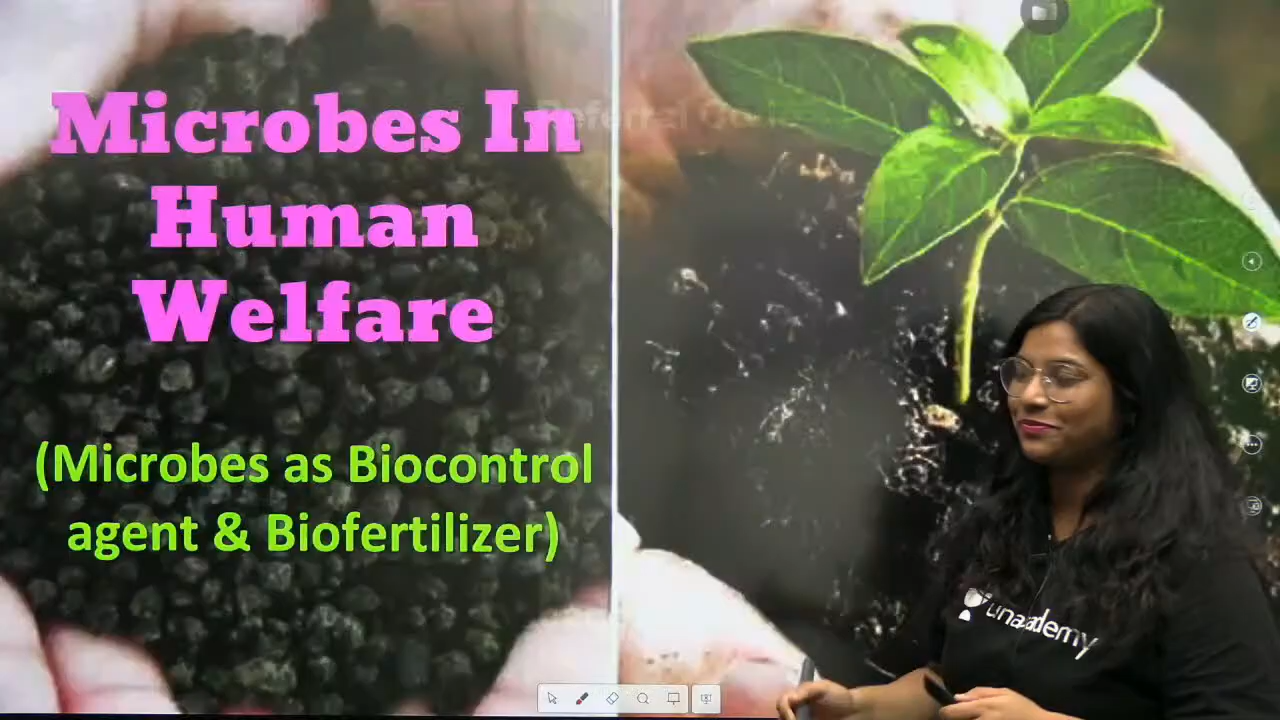 Microbes In
Human
Welfare
(Microbes as Biocontrol
agent & Biofertilizer)
unacademy